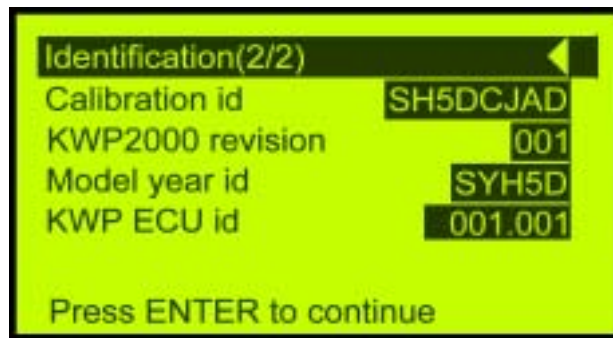 Identification(2/2)
Calibration id SH5DCJAD
KWP2000 revision 001
Model year id SYH5D
KWP ECU id 001.001
Press ENTER to continue